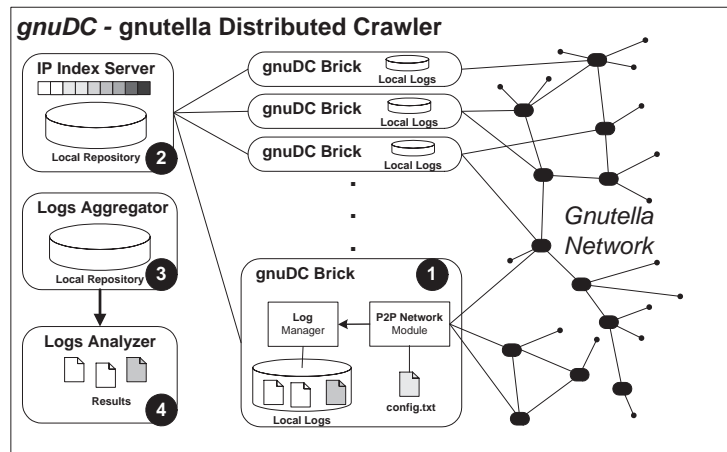 gnuDC - gnutella Distributed Crawler
IP Index Server
Local Repository
2
Logs Aggregator
Local Repository
3
Logs Analyzer
Results
4
gnuDC Brick
Local Logs
gnuDC Brick
Local Logs
gnuDC Brick
Local Logs
gnuDC Brick
1
Log
Manager
P2P Network
Module
Local Logs
config.txt
Gnutella
Network